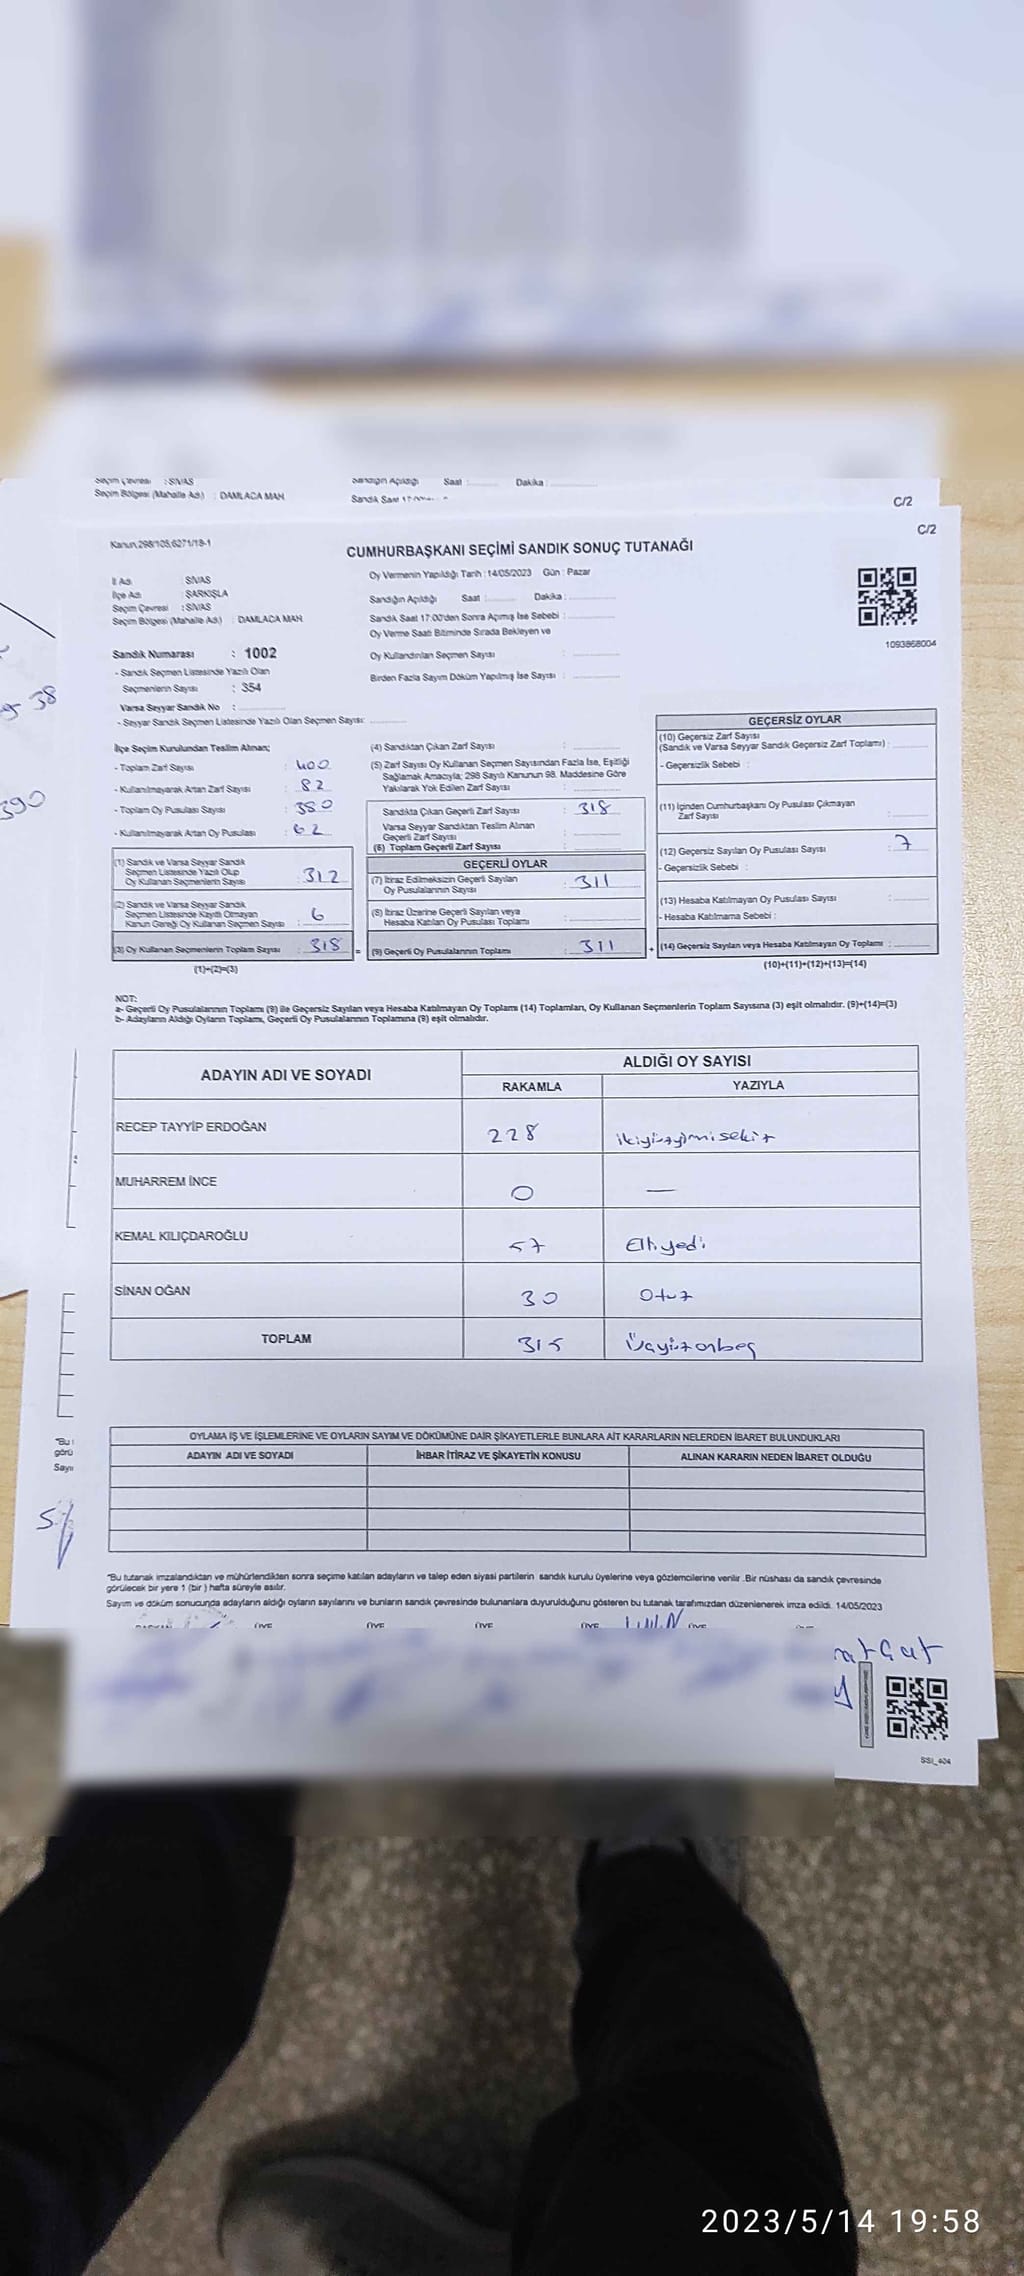 Seçim Çevresi : SİVAS
Seçim Bölgesi (Mahalle Adı) : DAMLACA MAH.
Sandığın Açıldığı Saat : Dakika :
Sandık Saat 17:00
C/2
C/2
Kanun,298/105,6271/18-1
CUMHURBAŞKANI SEÇİMİ SANDIK SONUÇ TUTANAĞI
Oy Vermenin Yapıldığı Tarih : 14/05/2023 Gün : Pazar
İl Adı : SİVAS
İlçe Adı : ŞARKIŞLA
Seçim Çevresi : SİVAS
Seçim Bölgesi (Mahalle Adı) : DAMLACA MAH.
Sandığın Açıldığı Saat : Dakika :
Sandık Saat 17:00'den Sonra Açılmış İse Sebebi :
Oy Verme Saati Bitiminde Sırada Bekleyen ve
Oy Kullandırılan Seçmen Sayısı :
Birden Fazla Sayım Döküm Yapılmış İse Sayısı :
1093868004
Sandık Numarası : 1002
- Sandık Seçmen Listesinde Yazılı Olan
Seçmenlerin Sayısı : 354
Varsa Seyyar Sandık No :
- Seyyar Sandık Seçmen Listesinde Yazılı Olan Seçmen Sayısı:
38
390
İlçe Seçim Kurulundan Teslim Alınan;
- Toplam Zarf Sayısı : 400
- Kullanılmayarak Artan Zarf Sayısı : 82
- Toplam Oy Pusulası Sayısı : 380
- Kullanılmayarak Artan Oy Pusulası : 62
(1) Sandık ve Varsa Seyyar Sandık
Seçmen Listesinde Yazılı Olup
Oy Kullanan Seçmenlerin Sayısı : 312
(2) Sandık ve Varsa Seyyar Sandık
Seçmen Listesinde Kayıtlı Olmayan
Kanun Gereği Oy Kullanan Seçmen Sayısı : 6
(3) Oy Kullanan Seçmenlerin Toplam Sayısı : 318
(1)+(2)=(3)
=
(4) Sandıktan Çıkan Zarf Sayısı :
(5) Zarf Sayısı Oy Kullanan Seçmen Sayısından Fazla İse, Eşitliği
Sağlamak Amacıyla; 298 Sayılı Kanunun 98. Maddesine Göre
Yakılarak Yok Edilen Zarf Sayısı :
Sandıkta Çıkan Geçerli Zarf Sayısı : 318
Varsa Seyyar Sandıktan Teslim Alınan
Geçerli Zarf Sayısı :
(6) Toplam Geçerli Zarf Sayısı :
GEÇERLİ OYLAR
(7) İtiraz Edilmeksizin Geçerli Sayılan
Oy Pusulalarının Sayısı : 311
(8) İtiraz Üzerine Geçerli Sayılan veya
Hesaba Katılan Oy Pusulası Toplamı :
(9) Geçerli Oy Pusulalarının Toplamı : 311
+
GEÇERSİZ OYLAR
(10) Geçersiz Zarf Sayısı
(Sandık ve Varsa Seyyar Sandık Geçersiz Zarf Toplamı) :
- Geçersizlik Sebebi :
(11) İçinden Cumhurbaşkanı Oy Pusulası Çıkmayan
Zarf Sayısı :
(12) Geçersiz Sayılan Oy Pusulası Sayısı : 7
- Geçersizlik Sebebi :
(13) Hesaba Katılmayan Oy Pusulası Sayısı :
- Hesaba Katılmama Sebebi :
(14) Geçersiz Sayılan veya Hesaba Katılmayan Oy Toplamı :
(10)+(11)+(12)+(13)=(14)
NOT:
a- Geçerli Oy Pusulalarının Toplamı (9) ile Geçersiz Sayılan veya Hesaba Katılmayan Oy Toplamı (14) Toplamları, Oy Kullanan Seçmenlerin Toplam Sayısına (3) eşit olmalıdır. (9)+(14)=(3)
b- Adayların Aldığı Oyların Toplamı, Geçerli Oy Pusulalarının Toplamına (9) eşit olmalıdır.
ADAYIN ADI VE SOYADI
ALDIĞI OY SAYISI
RAKAMLA YAZIYLA
RECEP TAYYİP ERDOĞAN 228 ikiyüzyirmisekiz
MUHARREM İNCE 0 —
KEMAL KILIÇDAROĞLU 57 Elliyedi
SİNAN OĞAN 30 Otuz
TOPLAM 315 Üçyüzonbeş
OYLAMA İŞ VE İŞLEMLERİNE VE OYLARIN SAYIM VE DÖKÜMÜNE DAİR ŞİKAYETLERLE BUNLARA AİT KARARLARIN NELERDEN İBARET BULUNDUKLARI
ADAYIN ADI VE SOYADI İHBAR İTİRAZ VE ŞİKAYETİN KONUSU ALINAN KARARIN NEDEN İBARET OLDUĞU
"Bu
görü
Sayı
"Bu tutanak imzalandıktan ve mühürlendikten sonra seçime katılan adayların ve talep eden siyasi partilerin sandık kurulu üyelerine veya gözlemcilerine verilir .Bir nüshası da sandık çevresinde
görülecek bir yere 1 (bir ) hafta süreyle asılır.
Sayım ve döküm sonucunda adayların aldığı oyların sayılarını ve bunların sandık çevresinde bulunanlara duyurulduğunu gösteren bu tutanak tarafımızdan düzenlenerek imza edildi. 14/05/2023
BAŞKAN ÜYE ÜYE ÜYE ÜYE ÜYE
SSI_404
2023/5/14 19:58